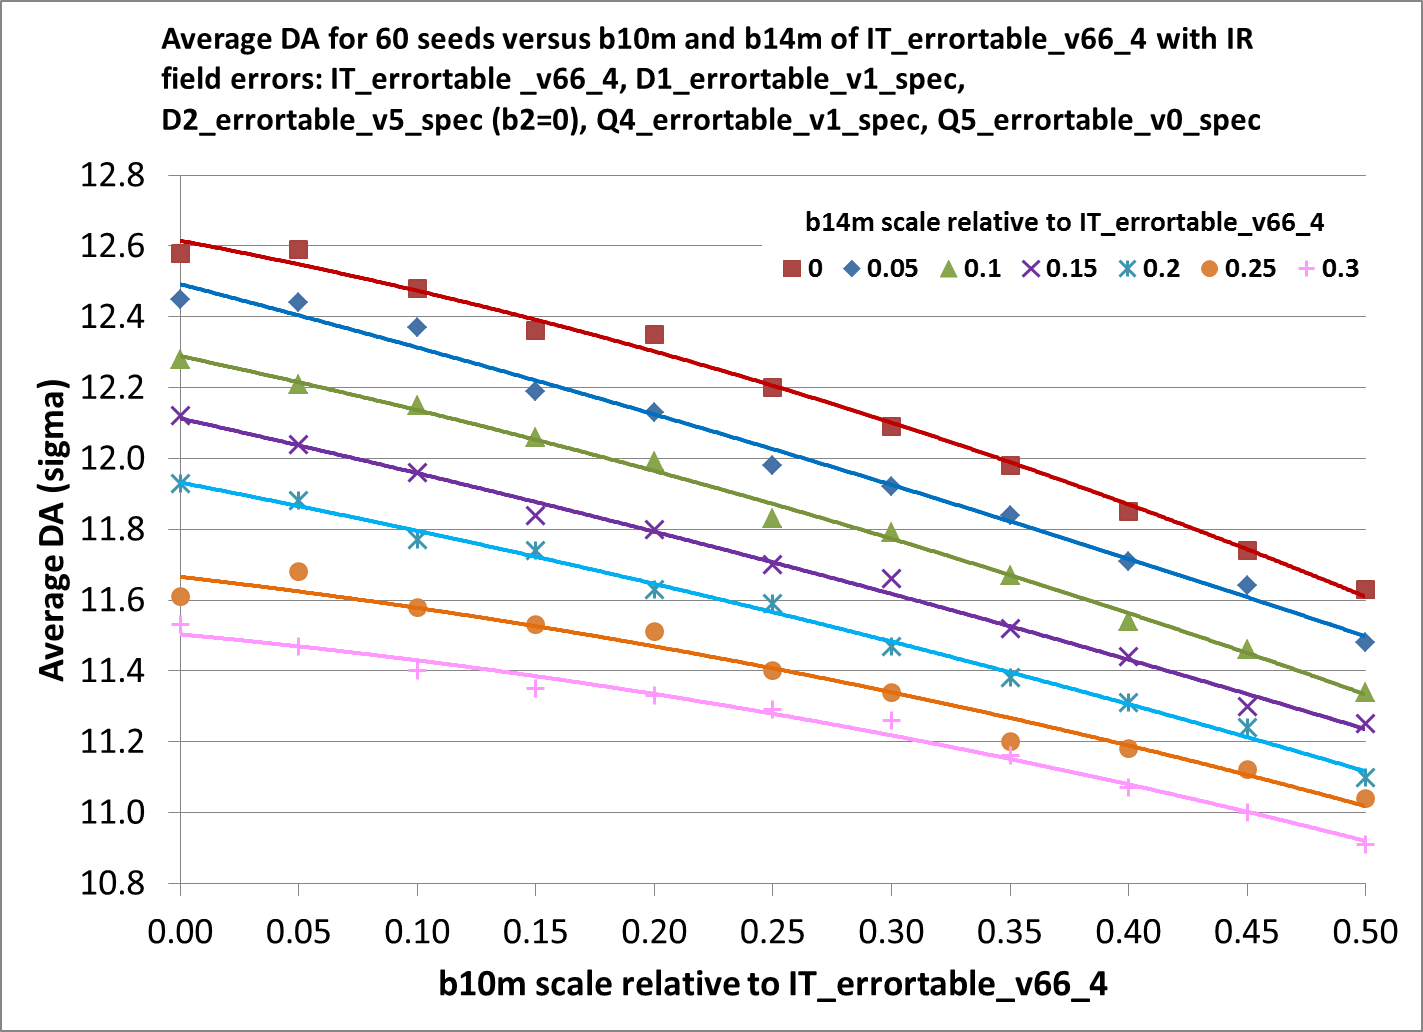 Average DA for 60 seeds versus b10m and b14m of IT_errortable_v66_4 with IR
field errors: IT_errortable _v66_4, D1_errortable_v1_spec,
D2_errortable_v5_spec (b2=0), Q4_errortable_v1_spec, Q5_errortable_v0_spec
12.8
12.6
12.4
12.2
12.0
11.8
11.6
11.4
11.2
11.0
10.8
Average DA (sigma)
b14m scale relative to IT_errortable_v66_4
0 0.05 0.1 0.15 0.2 0.25 0.3
0.00 0.05 0.10 0.15 0.20 0.25 0.30 0.35 0.40 0.45 0.50
b10m scale relative to IT_errortable_v66_4